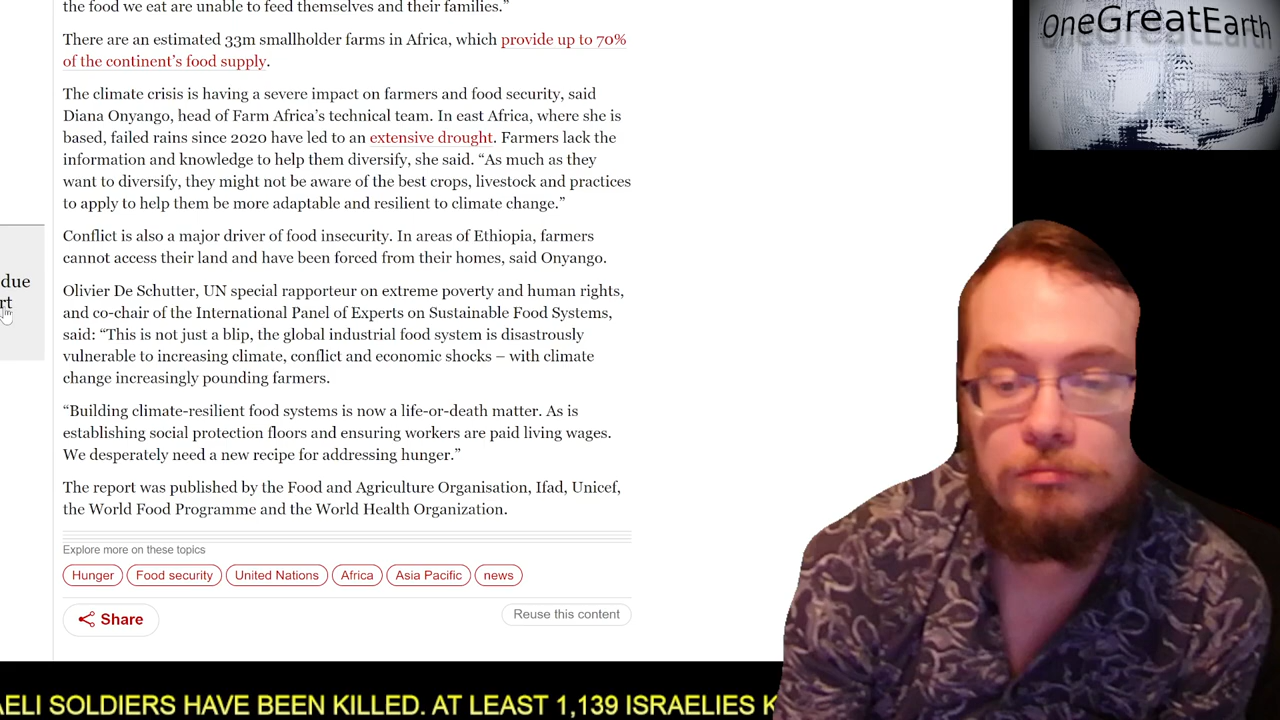 the food we eat are unable to feed themselves and their families.”
OneGreatEarth
There are an estimated 33m smallholder farms in Africa, which provide up to 70%
of the continent’s food supply.
The climate crisis is having a severe impact on farmers and food security, said
Diana Onyango, head of Farm Africa’s technical team. In east Africa, where she is
based, failed rains since 2020 have led to an extensive drought. Farmers lack the
information and knowledge to help them diversify, she said. “As much as they
want to diversify, they might not be aware of the best crops, livestock and practices
to apply to help them be more adaptable and resilient to climate change.”
Conflict is also a major driver of food insecurity. In areas of Ethiopia, farmers
cannot access their land and have been forced from their homes, said Onyango.
due
rt
Olivier De Schutter, UN special rapporteur on extreme poverty and human rights,
and co-chair of the International Panel of Experts on Sustainable Food Systems,
said: “This is not just a blip, the global industrial food system is disastrously
vulnerable to increasing climate, conflict and economic shocks – with climate
change increasingly pounding farmers.
“Building climate-resilient food systems is now a life-or-death matter. As is
establishing social protection floors and ensuring workers are paid living wages.
We desperately need a new recipe for addressing hunger.”
The report was published by the Food and Agriculture Organisation, Ifad, Unicef,
the World Food Programme and the World Health Organization.
Explore more on these topics
Hunger Food security United Nations Africa Asia Pacific news
Share
Reuse this content
AELI SOLDIERS HAVE BEEN KILLED. AT LEAST 1,139 ISRAELIES K